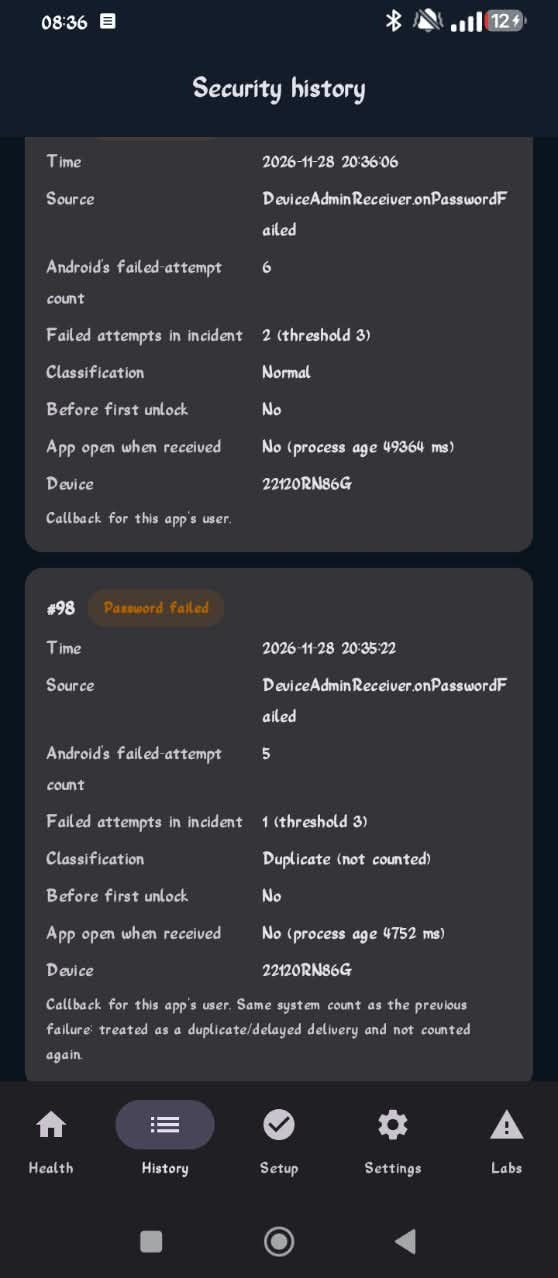 08:36
12
Security history
Time 2026-11-28 20:36:06
Source DeviceAdminReceiver.onPasswordF
ailed
Android's failed-attempt 6
count
Failed attempts in incident 2 (threshold 3)
Classification Normal
Before first unlock No
App open when received No (process age 49364 ms)
Device 22120RN86G
Callback for this app's user.
#98 Password failed
Time 2026-11-28 20:35:22
Source DeviceAdminReceiver.onPasswordF
ailed
Android's failed-attempt 5
count
Failed attempts in incident 1 (threshold 3)
Classification Duplicate (not counted)
Before first unlock No
App open when received No (process age 4752 ms)
Device 22120RN86G
Callback for this app's user. Same system count as the previous
failure: treated as a duplicate/delayed delivery and not counted
again.
Health History Setup Settings Labs